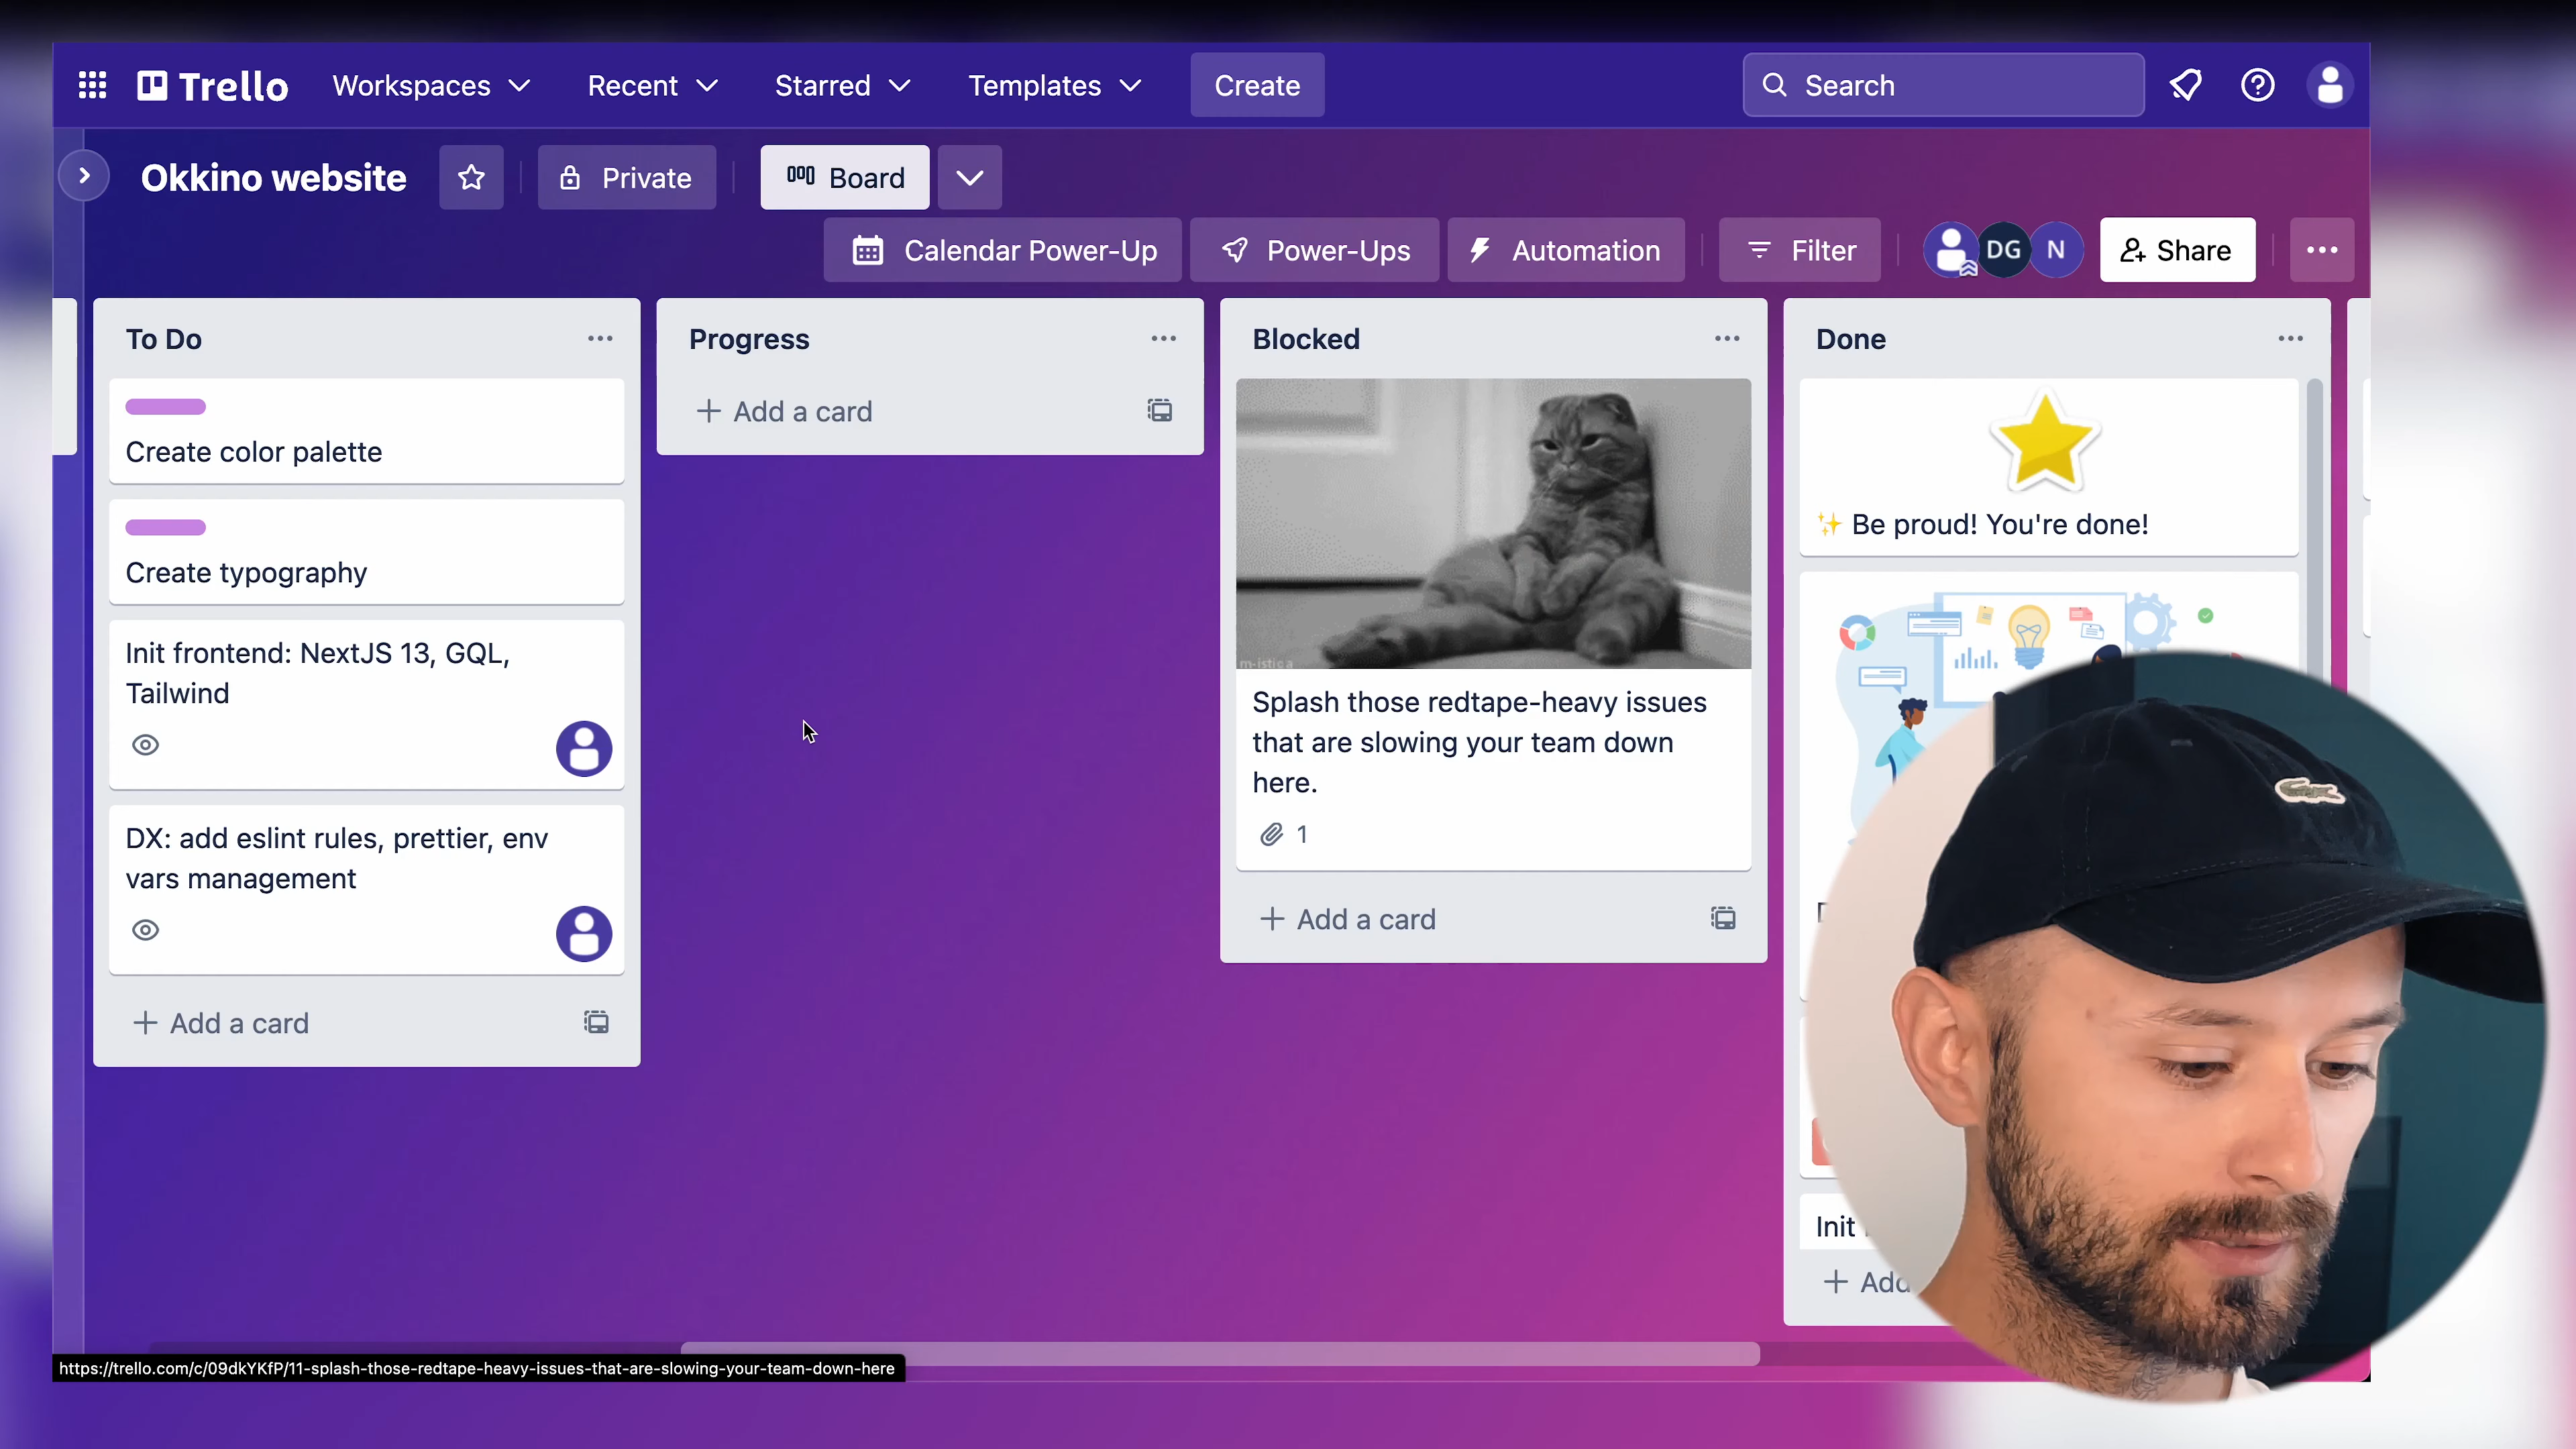 Trello
Workspaces
Recent
Starred
Templates
Create
Search
Okkino website
Private
Board
Calendar Power-Up
Power-Ups
Automation
Filter
DG
N
Share
To Do
Create color palette
Create typography
Init frontend: NextJS 13, GQL,
Tailwind
DX: add eslint rules, prettier, env
vars management
Add a card
Progress
Add a card
Blocked
m-istica
Splash those redtape-heavy issues
that are slowing your team down
here.
1
Add a card
Done
✨ Be proud! You're done!
Init
Add
https://trello.com/c/09dkYKfP/11-splash-those-redtape-heavy-issues-that-are-slowing-your-team-down-here